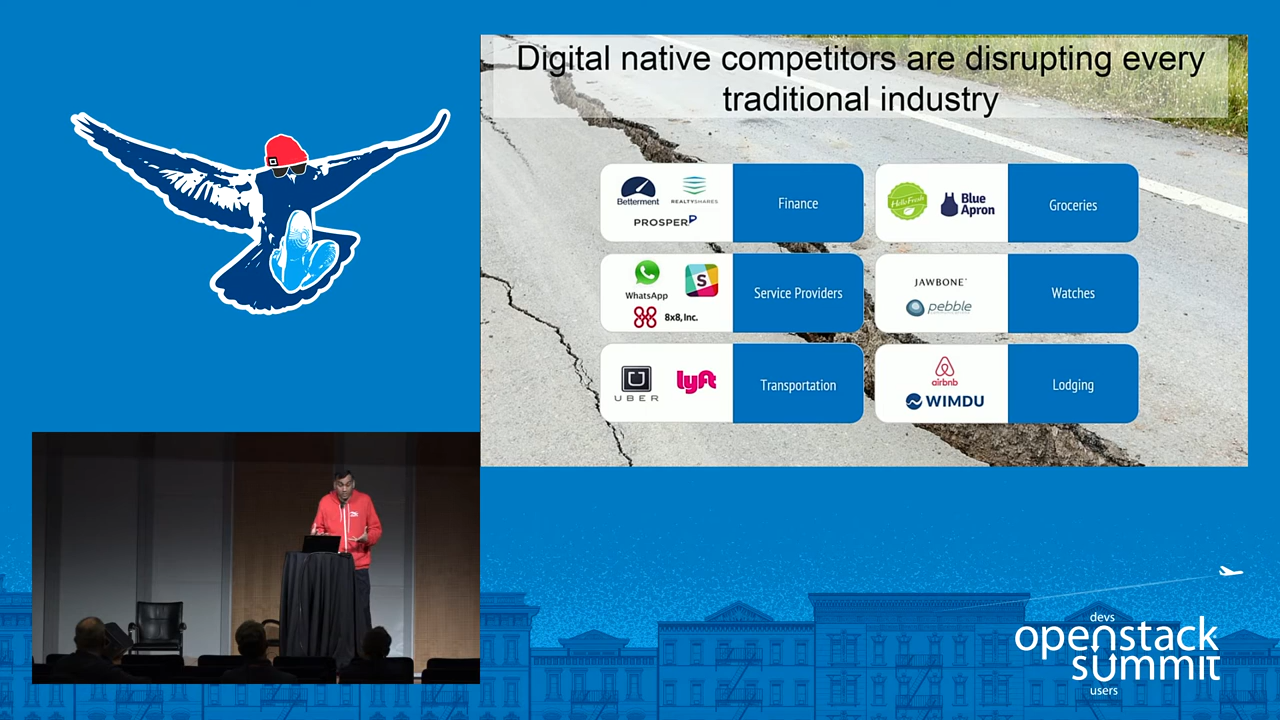 Digital native competitors are disrupting every
traditional industry
Betterment
REALTYSHARES
PROSPER
Finance
HelloFresh
Blue
Apron
Groceries
WhatsApp
S
8x8, Inc.
Service Providers
JAWBONE
pebble
Watches
U
UBER
lyft
Transportation
airbnb
WIMDU
Lodging
devs
openstack
summit
users